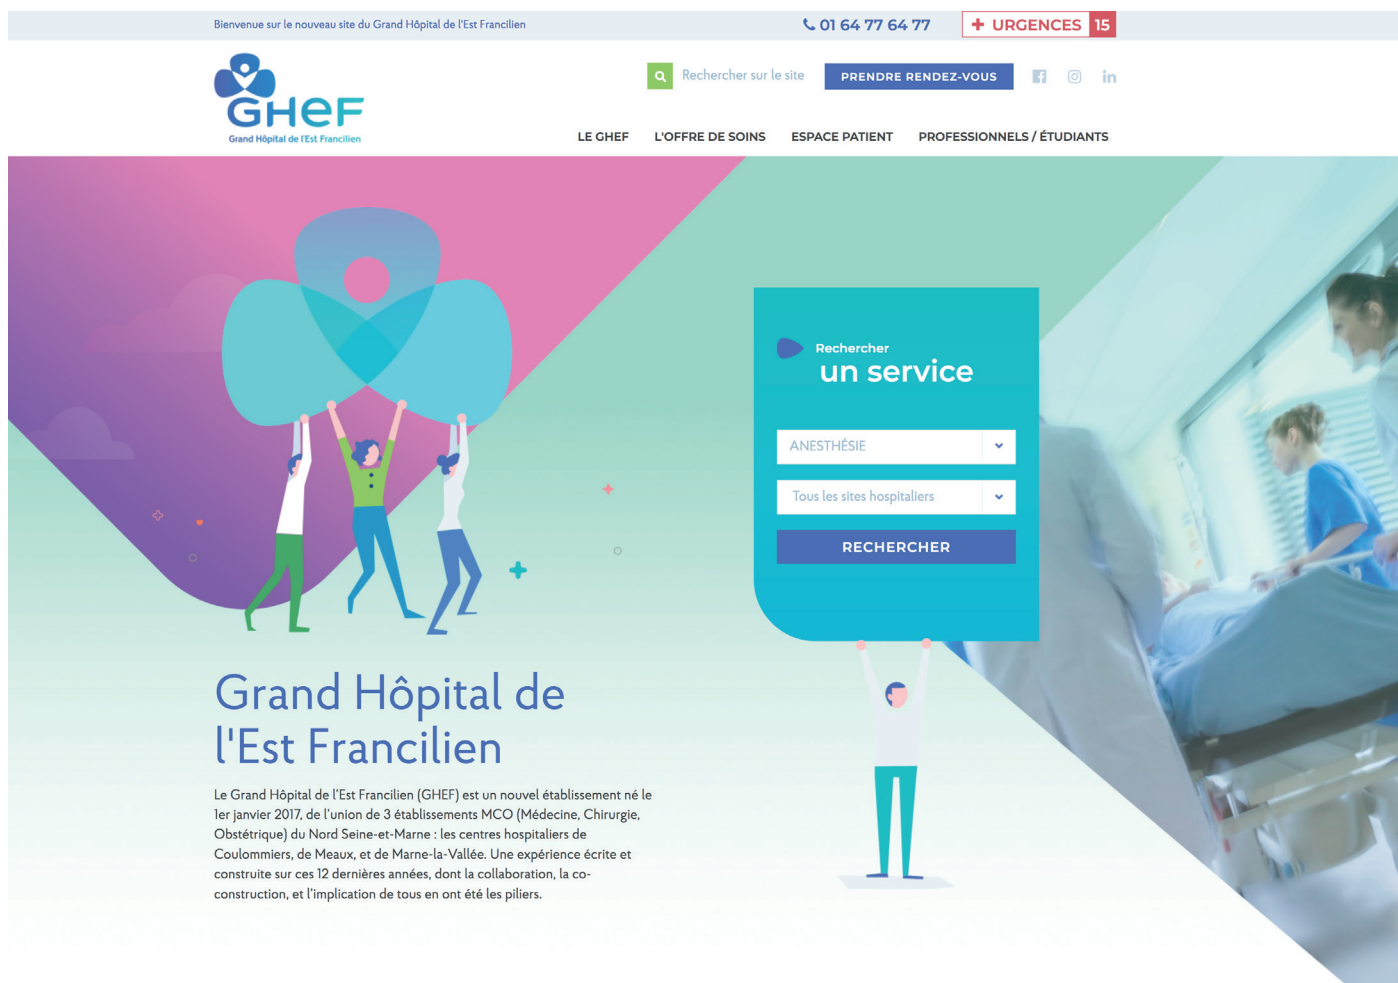 Bienvenue sur le nouveau site du Grand Hôpital de l'Est Francilien
01 64 77 64 77
+ URGENCES 15
GHeF
Grand Hôpital de l'Est Francilien
Rechercher sur le site
PRENDRE RENDEZ-VOUS
in
LE GHEF
L'OFFRE DE SOINS
ESPACE PATIENT
PROFESSIONNELS / ÉTUDIANTS
Rechercher
un service
ANESTHÉSIE
Tous les sites hospitaliers
RECHERCHER
Grand Hôpital de
l'Est Francilien
Le Grand Hôpital de l'Est Francilien (GHEF) est un nouvel établissement né le
1er janvier 2017, de l'union de 3 établissements MCO (Médecine, Chirurgie,
Obstétrique) du Nord Seine-et-Marne : les centres hospitaliers de
Coulommiers, de Meaux, et de Marne-la-Vallée. Une expérience écrite et
construite sur ces 12 dernières années, dont la collaboration, la co-
construction, et l'implication de tous en ont été les piliers.